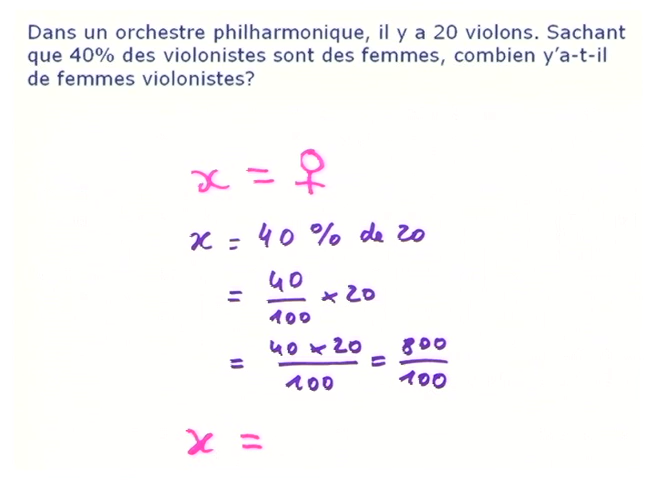 Dans un orchestre philharmonique, il y a 20 violons. Sachant
que 40% des violonistes sont des femmes, combien y'a-t-il
de femmes violonistes?
x = ♀
x = 40 % de 20
= 40/100 × 20
= 40 × 20/100 = 800/100
x =